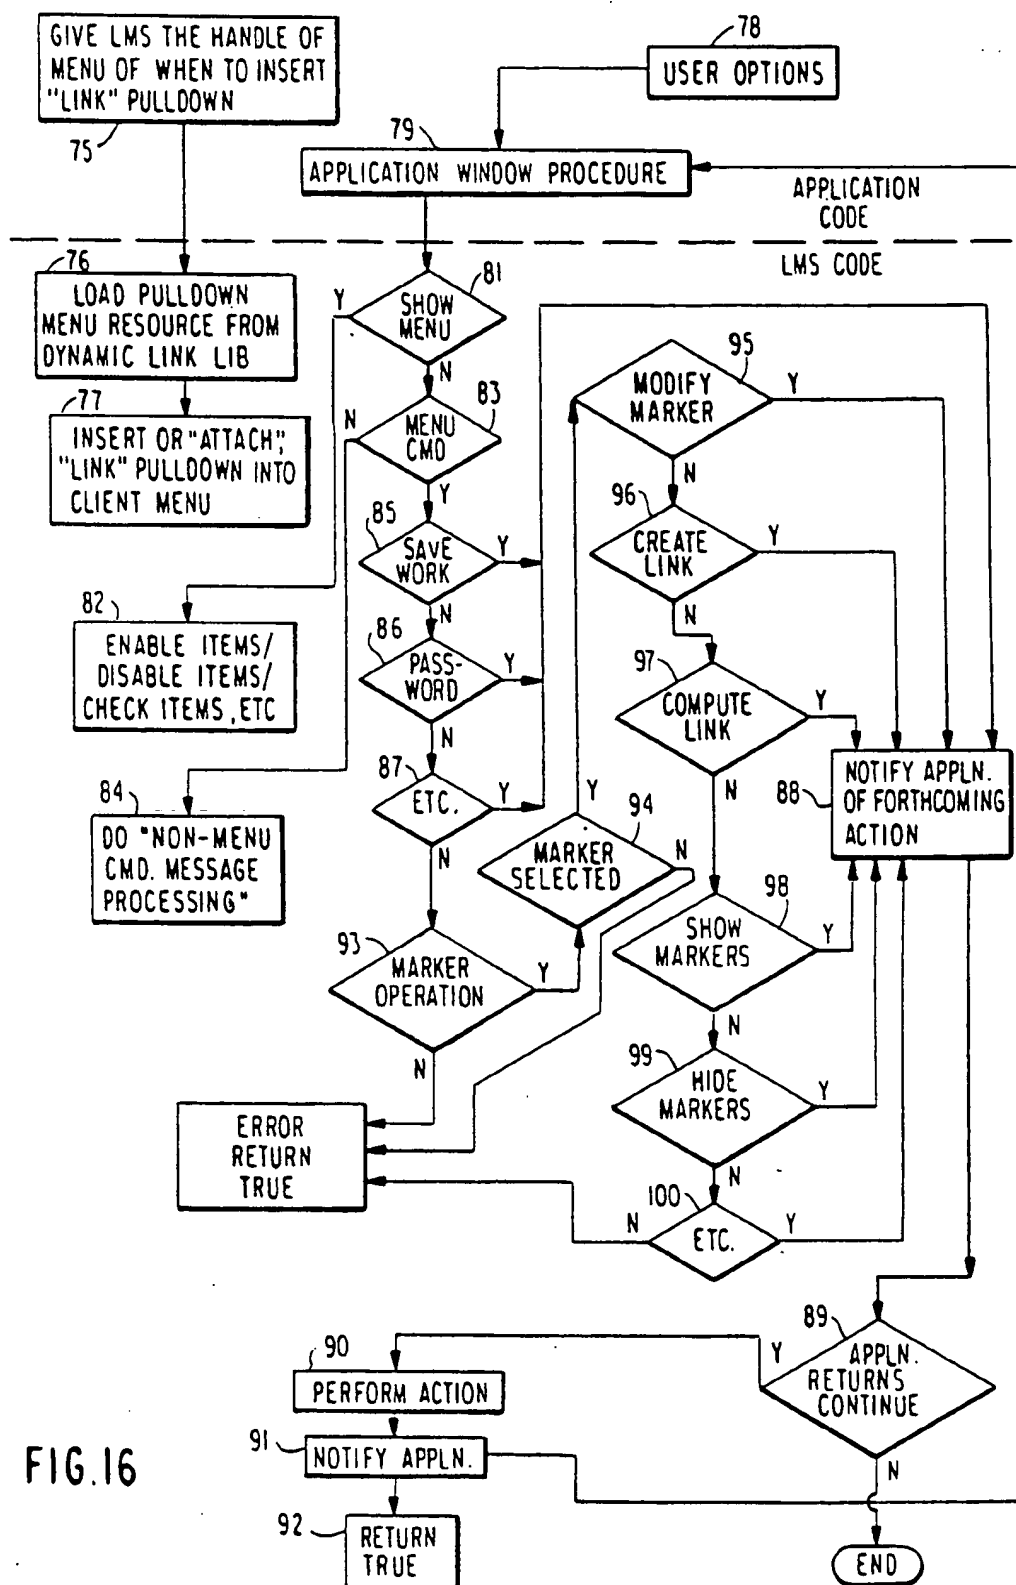 GIVE LMS THE HANDLE OF
MENU OF WHEN TO INSERT
"LINK" PULLDOWN
75
78
USER OPTIONS
79
APPLICATION WINDOW PROCEDURE
APPLICATION
CODE
LMS CODE
76
LOAD PULLDOWN
MENU RESOURCE FROM
DYNAMIC LINK LIB
77
INSERT OR "ATTACH",
"LINK" PULLDOWN INTO
CLIENT MENU
81
Y
SHOW
MENU
N
83
N
MENU
CMD
Y
85
SAVE
WORK
Y
N
86
PASS-
WORD
Y
N
87
ETC.
Y
N
82
ENABLE ITEMS/
DISABLE ITEMS/
CHECK ITEMS, ETC
84
DO "NON-MENU
CMD. MESSAGE
PROCESSING"
93
MARKER
OPERATION
Y
N
94
Y
MARKER
SELECTED
N
95
MODIFY
MARKER
Y
N
96
CREATE
LINK
Y
N
97
COMPUTE
LINK
Y
N
88
NOTIFY APPLN.
OF FORTHCOMING
ACTION
98
SHOW
MARKERS
Y
N
99
HIDE
MARKERS
Y
N
100
N
ETC.
Y
ERROR
RETURN
TRUE
89
Y
APPLN.
RETURNS
CONTINUE
N
90
PERFORM ACTION
91
NOTIFY APPLN.
92
RETURN
TRUE
END
FIG.16